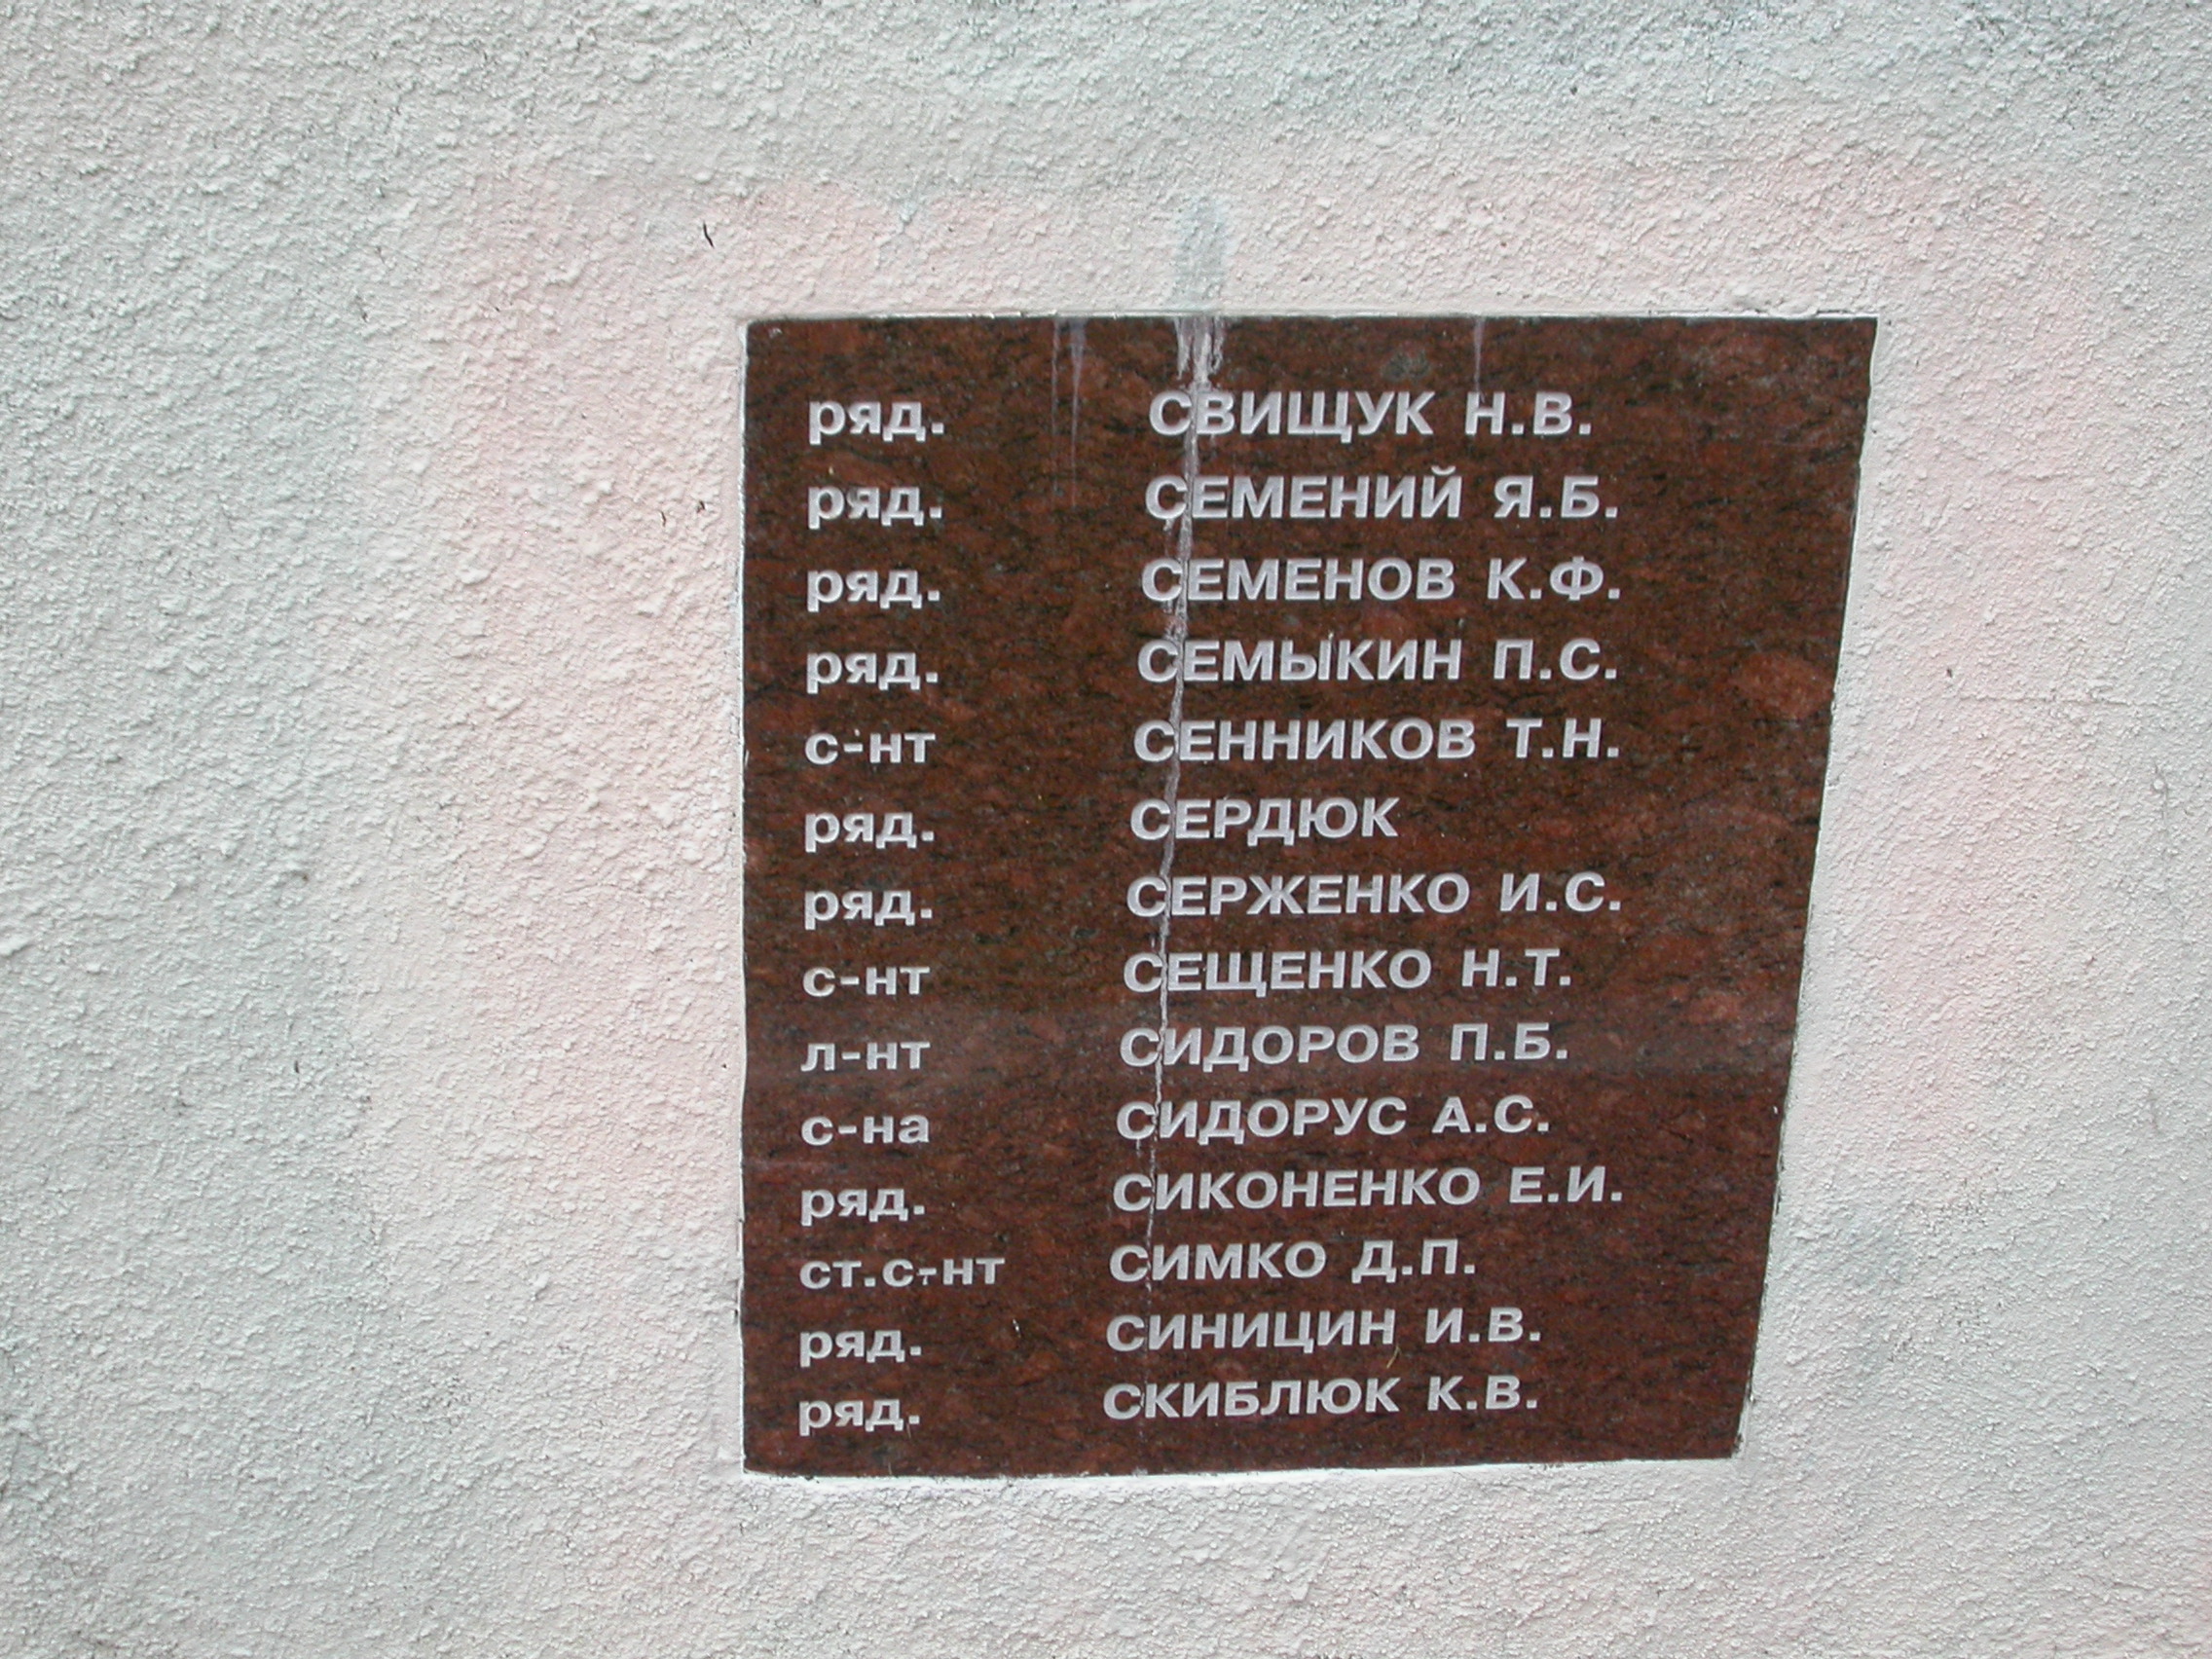 ряд. СВИЩУК Н.В.
ряд. СЕМЕНИЙ Я.Б.
ряд. СЕМЕНОВ К.Ф.
ряд. СЕМЫКИН П.С.
с-нт СЕННИКОВ Т.Н.
ряд. СЕРДЮК
ряд. СЕРЖЕНКО И.С.
с-нт СЕЩЕНКО Н.Т.
л-нт СИДОРОВ П.Б.
с-на СИДОРУС А.С.
ряд. СИКОНЕНКО Е.И.
ст.с-нт СИМКО Д.П.
ряд. СИНИЦИН И.В.
ряд. СКИБЛЮК К.В.